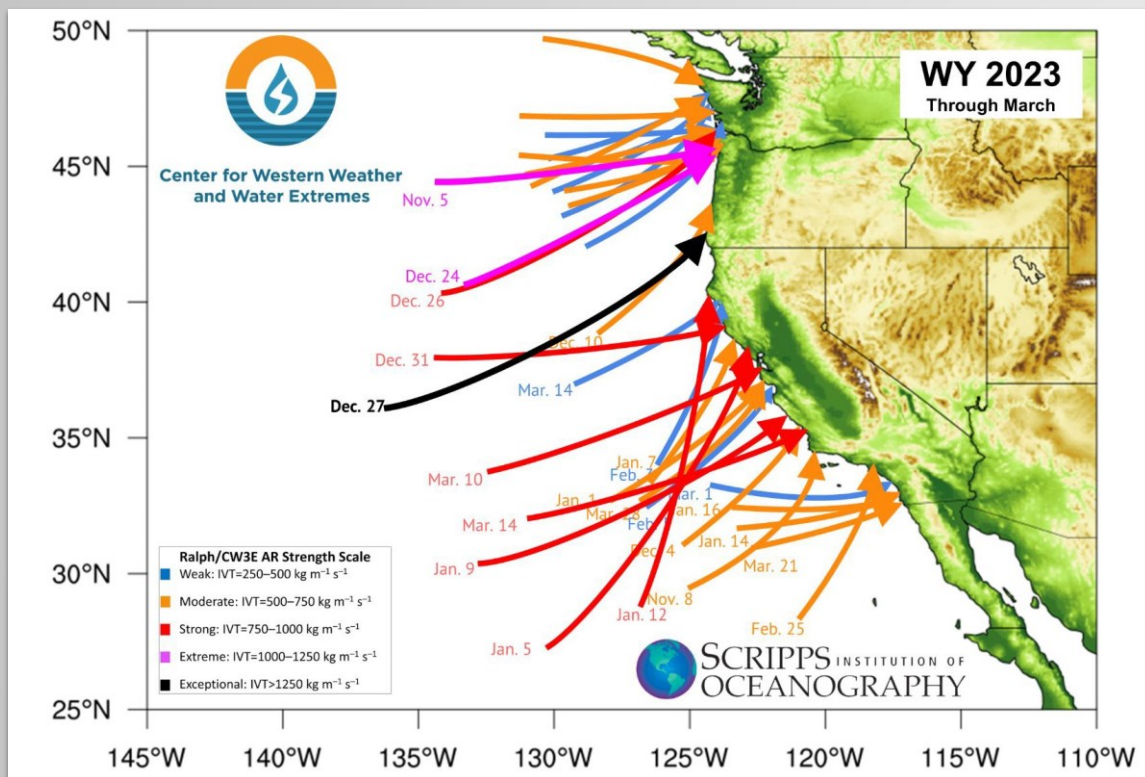 50°N
45°N
40°N
35°N
30°N
25°N
WY 2023
Through March
Center for Western Weather
and Water Extremes
Nov. 5
Dec. 24
Dec. 26
Dec. 10
Dec. 31
Mar. 14
Dec. 27
Jan. 7
Feb.
Mar. 10
Mar. 1
Jan. 1
Mar. 28
Jan. 16
Mar. 14
Feb.
Jan. 14
Dec. 4
Mar. 21
Jan. 9
Nov. 8
Jan. 12
Feb. 25
Jan. 5
Ralph/CW3E AR Strength Scale
Weak: IVT=250–500 kg m⁻¹ s⁻¹
Moderate: IVT=500–750 kg m⁻¹ s⁻¹
Strong: IVT=750–1000 kg m⁻¹ s⁻¹
Extreme: IVT=1000–1250 kg m⁻¹ s⁻¹
Exceptional: IVT>1250 kg m⁻¹ s⁻¹
SCRIPPS INSTITUTION OF
OCEANOGRAPHY
145°W 140°W 135°W 130°W 125°W 120°W 115°W 110°W